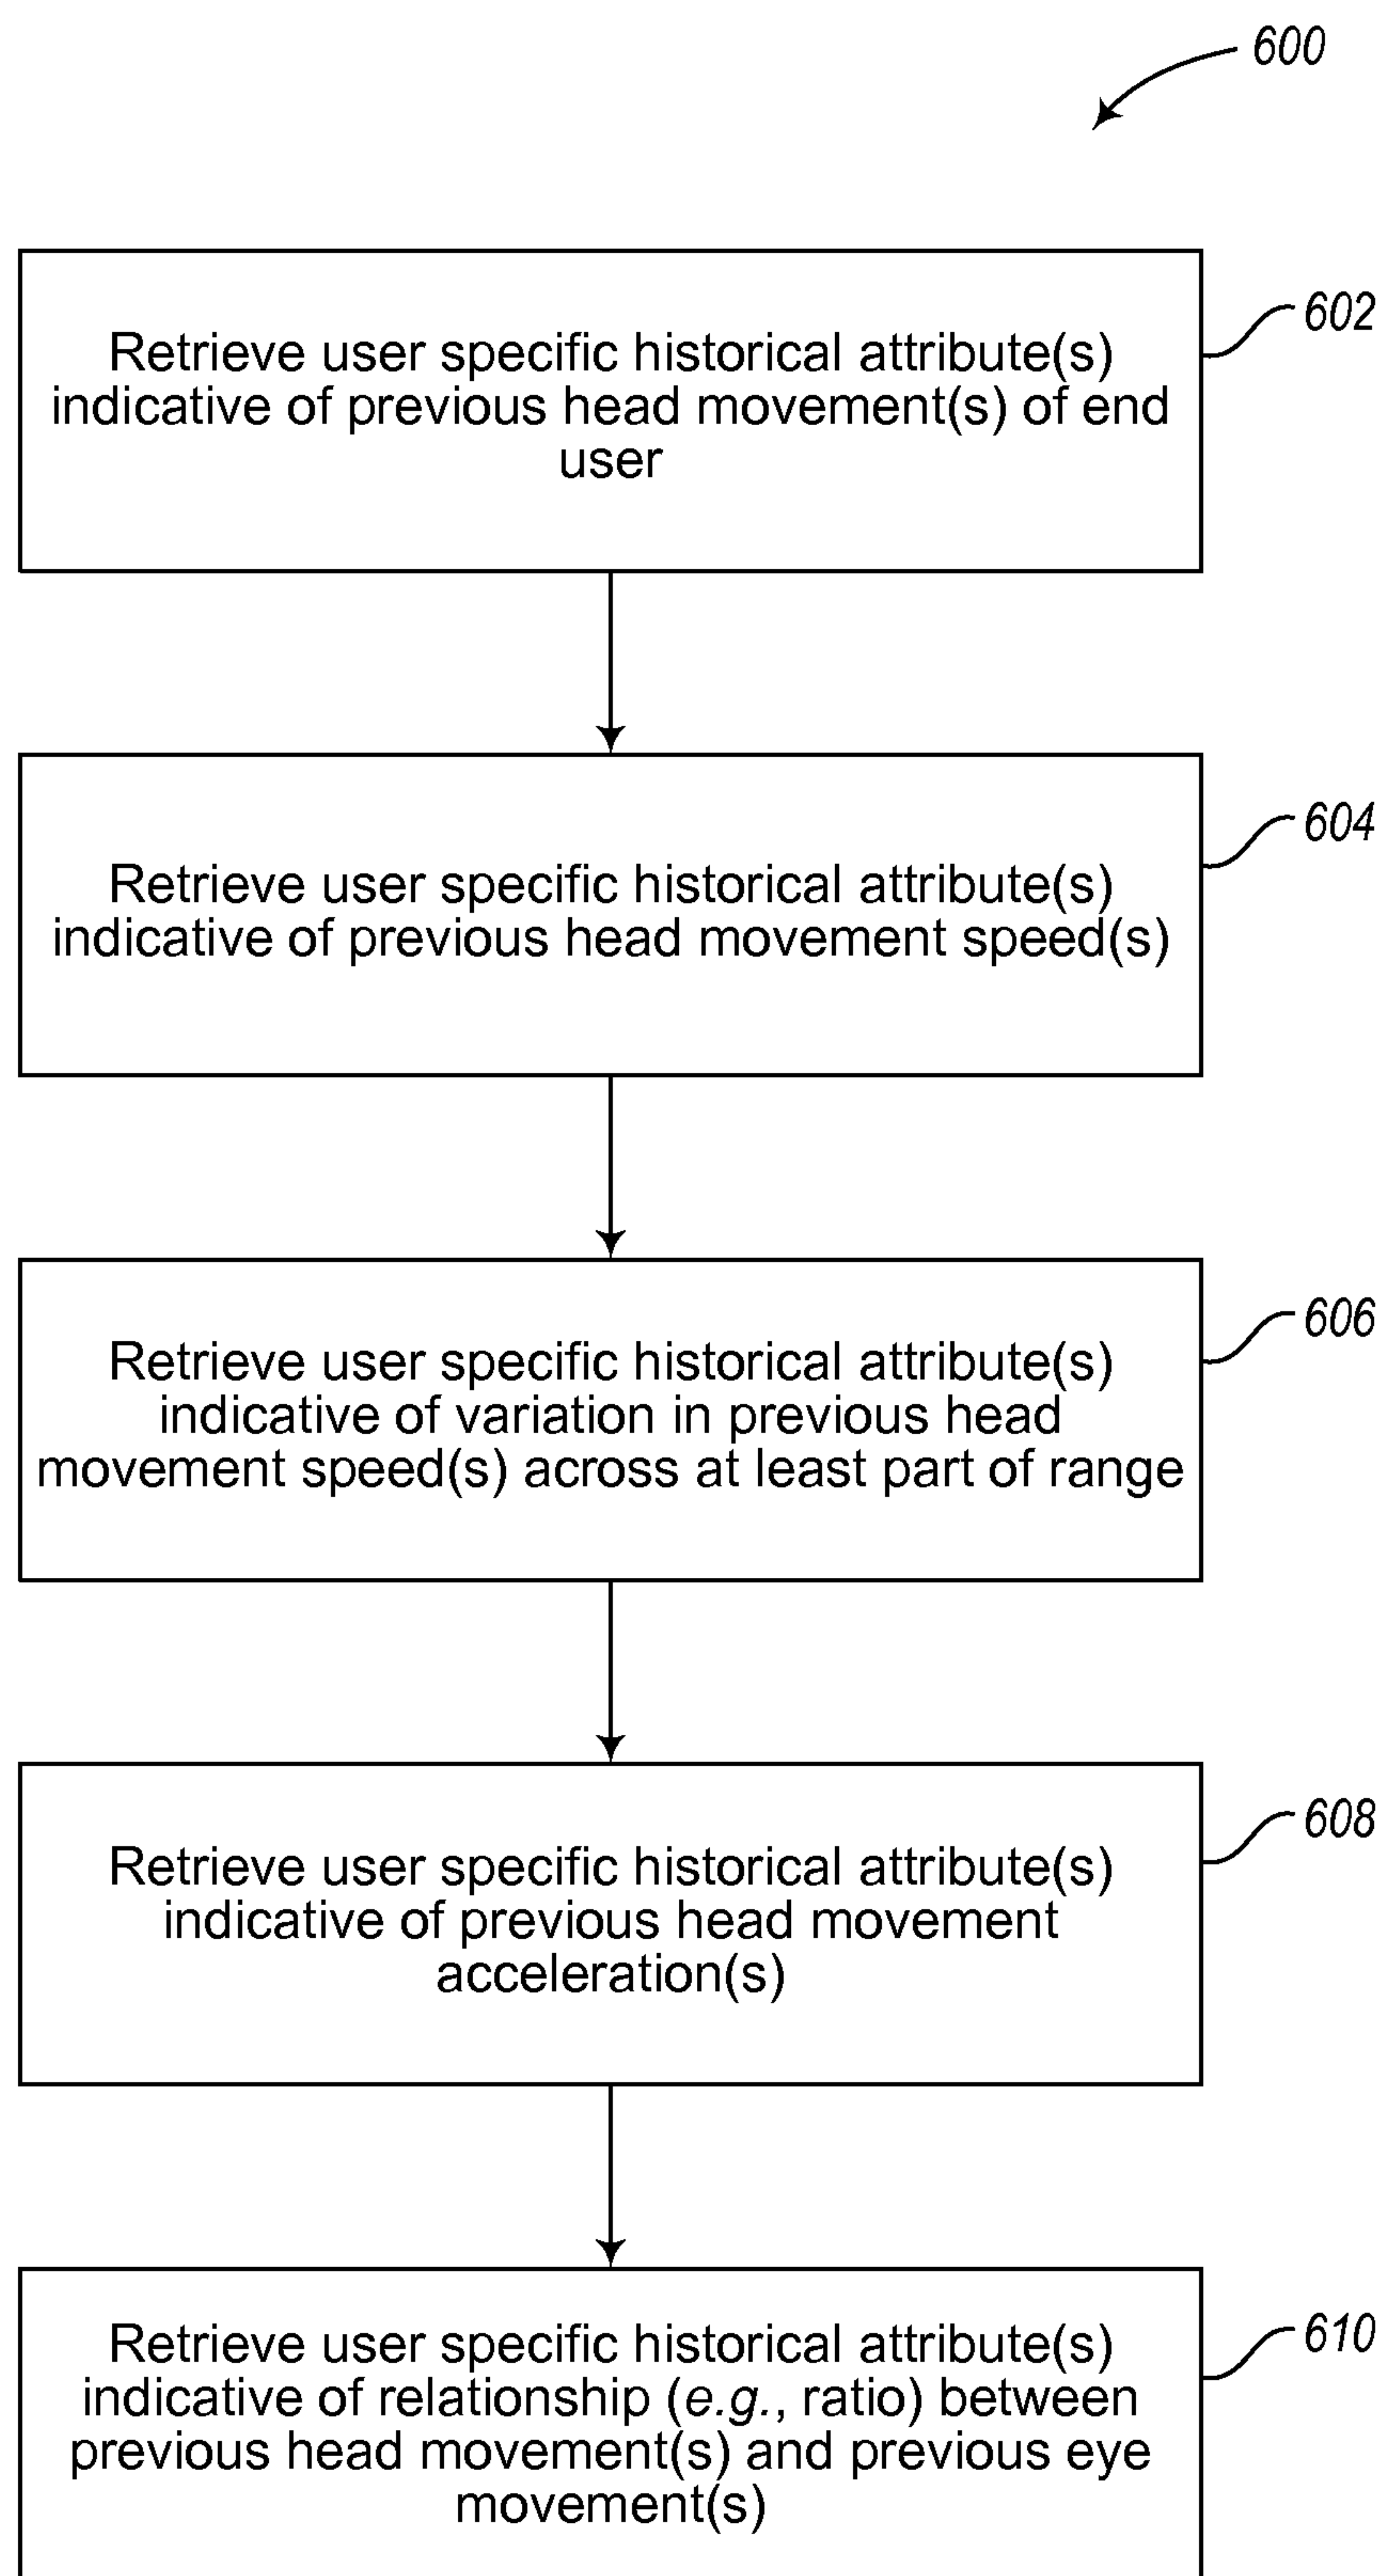 600
602
Retrieve user specific historical attribute(s)
indicative of previous head movement(s) of end
user
604
Retrieve user specific historical attribute(s)
indicative of previous head movement speed(s)
606
Retrieve user specific historical attribute(s)
indicative of variation in previous head
movement speed(s) across at least part of range
608
Retrieve user specific historical attribute(s)
indicative of previous head movement
acceleration(s)
610
Retrieve user specific historical attribute(s)
indicative of relationship (e.g., ratio) between
previous head movement(s) and previous eye
movement(s)